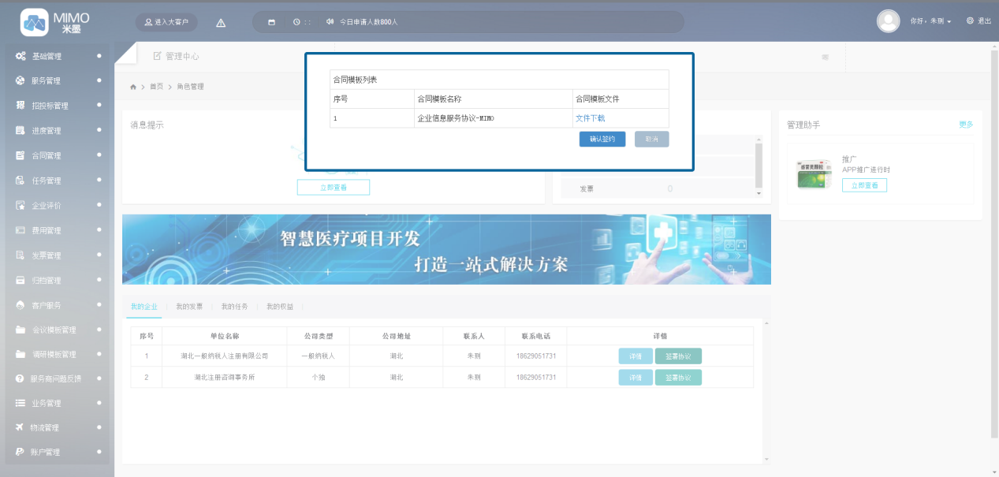 MIMO
米墨
进入大客户
: :
今日申请人数800人
你好，朱刚
退出
基础管理
服务管理
招投标管理
进度管理
合同管理
任务管理
企业评价
费用管理
发票管理
归档管理
客户服务
会议模板管理
调研模板管理
服务商问题反馈
业务管理
物流管理
账户管理
管理中心
首页 > 角色管理
消息提示
立即查看
合同模板列表
序号 合同模板名称 合同模板文件
1 企业信息服务协议-MIMO 文件下载
确认签约 取消
发票 0
管理助手 更多
感冒灵颗粒
推广
APP推广进行时
立即查看
智慧医疗项目开发
打造一站式解决方案
我的企业 我的发票 我的任务 我的权益
序号 单位名称 公司类型 公司地址 联系人 联系电话 详情
1 湖北一般纳税人注册有限公司 一般纳税人 湖北 朱刚 18629051731 详情 签署协议
2 湖北注册咨询事务所 个独 湖北 朱刚 18629051731 详情 签署协议